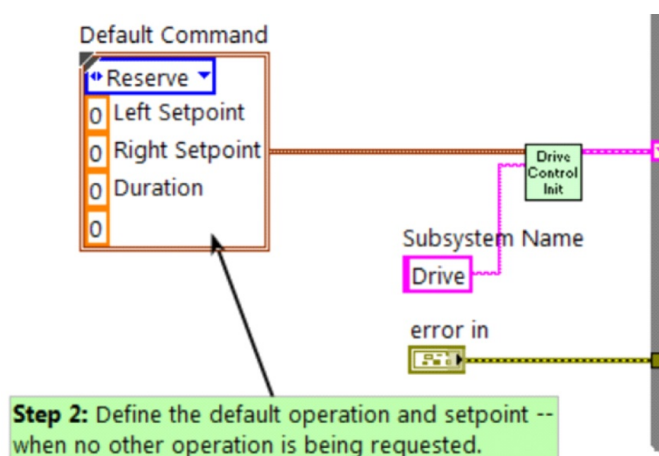 Default Command
Reserve
0 Left Setpoint
0 Right Setpoint
0 Duration
0
Drive
Control
Init
Subsystem Name
Drive
error in
Step 2: Define the default operation and setpoint --
when no other operation is being requested.